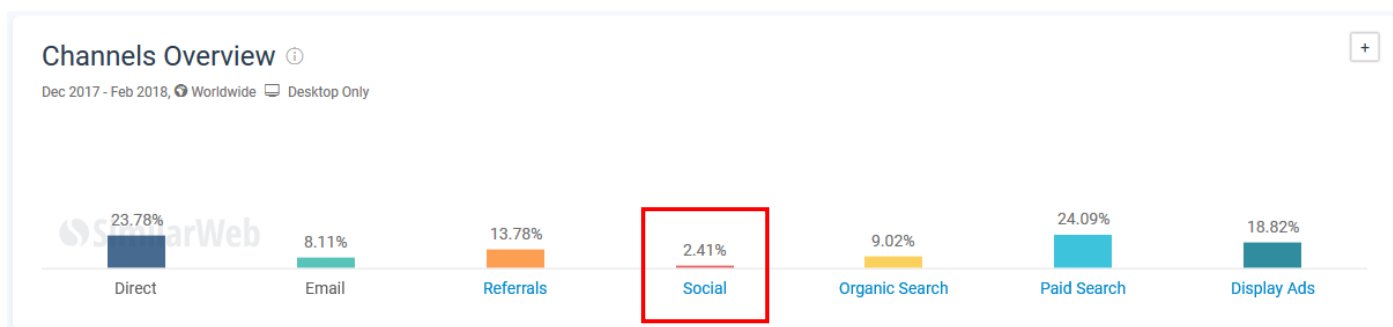 Channels Overview
+
Dec 2017 - Feb 2018, Worldwide Desktop Only
SimilarWeb
23.78% 8.11% 13.78% 2.41% 9.02% 24.09% 18.82%
Direct Email Referrals Social Organic Search Paid Search Display Ads